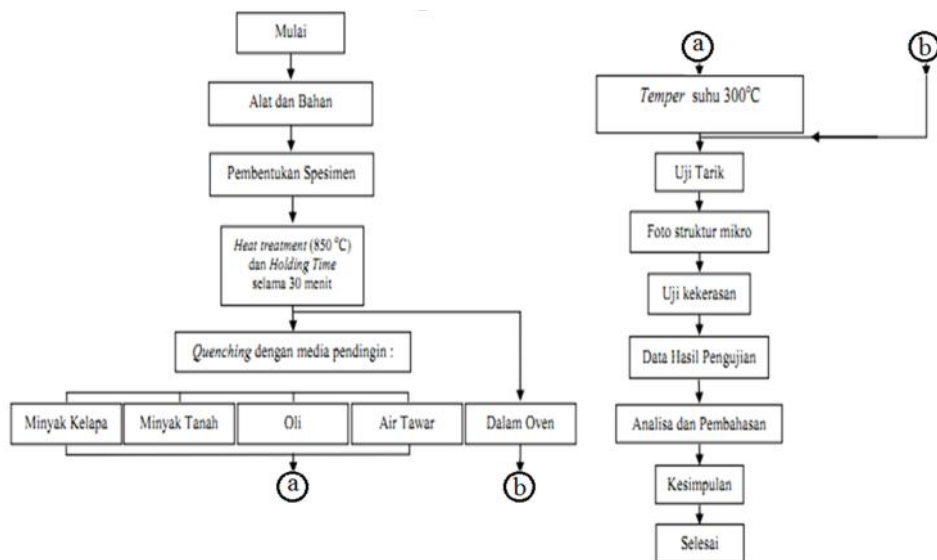 Mulai
Alat dan Bahan
Pembentukan Spesimen
Heat treatment (850 °C)
dan Holding Time
selama 30 menit
Quenching dengan media pendingin :
Minyak Kelapa
Minyak Tanah
Oli
Air Tawar
Dalam Oven
a
b
a
b
Temper suhu 300°C
Uji Tarik
Foto struktur mikro
Uji kekerasan
Data Hasil Pengujian
Analisa dan Pembahasan
Kesimpulan
Selesai